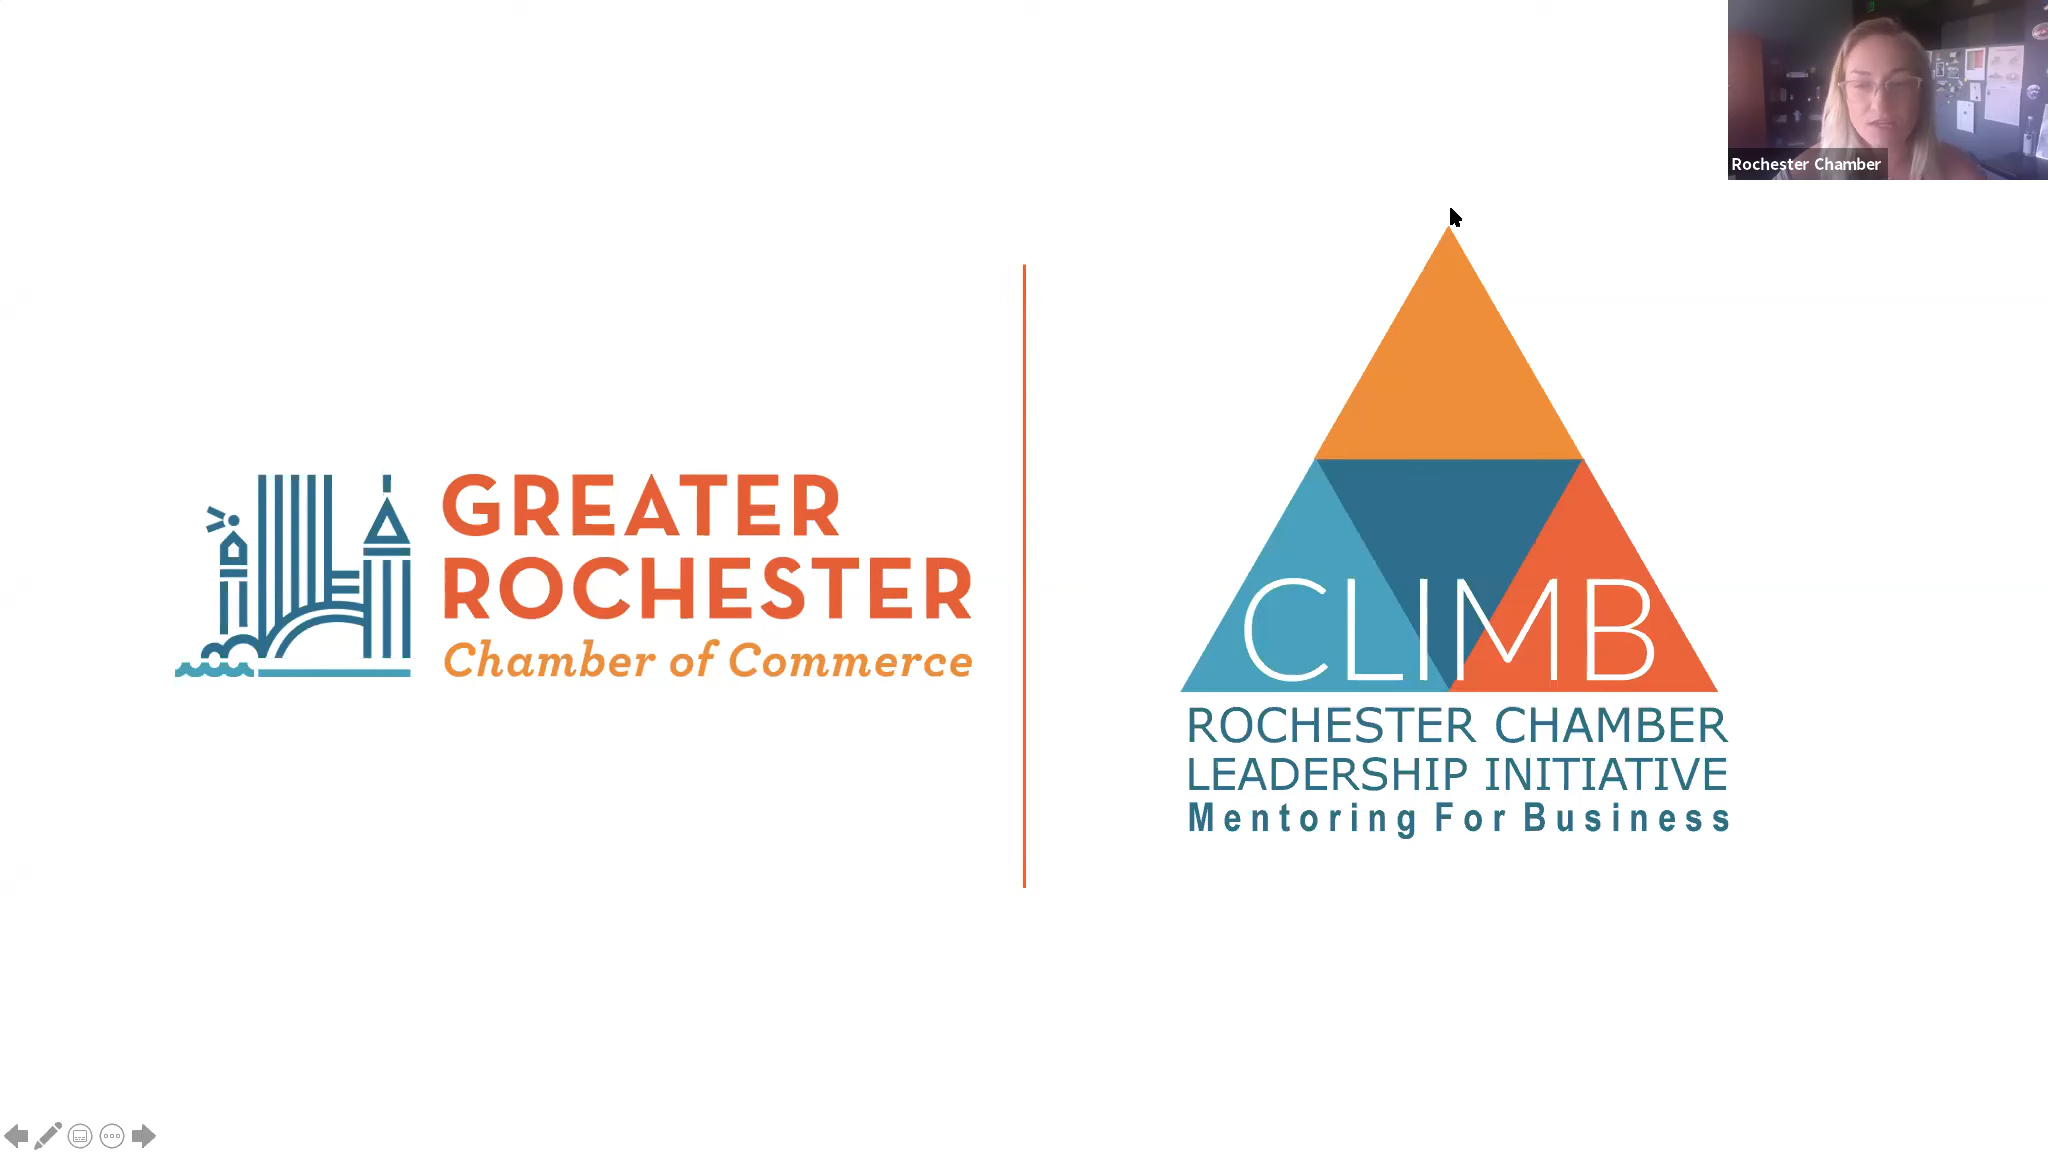 Rochester Chamber
GREATER
ROCHESTER
Chamber of Commerce
CLIMB
ROCHESTER CHAMBER
LEADERSHIP INITIATIVE
Mentoring For Business